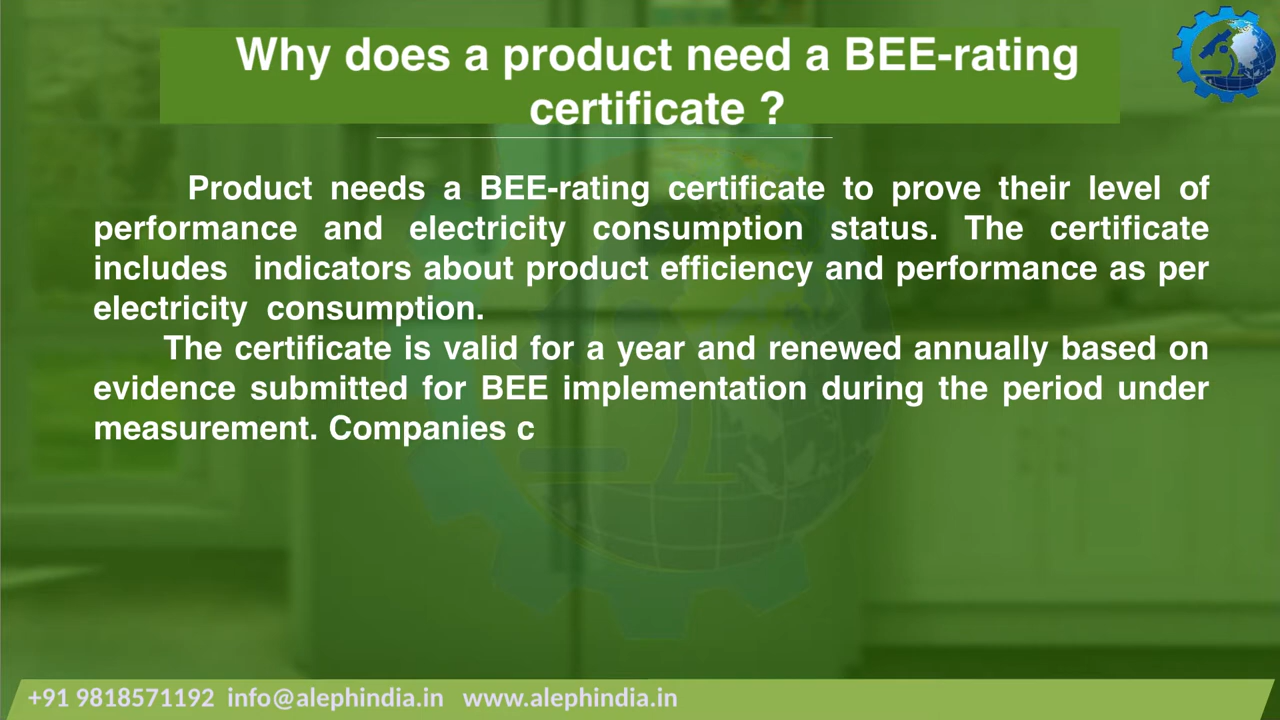 Why does a product need a BEE-rating
certificate ?
Product needs a BEE-rating certificate to prove their level of
performance and electricity consumption status. The certificate
includes indicators about product efficiency and performance as per
electricity consumption.
The certificate is valid for a year and renewed annually based on
evidence submitted for BEE implementation during the period under
measurement. Companies c
+91 9818571192 info@alephindia.in www.alephindia.in